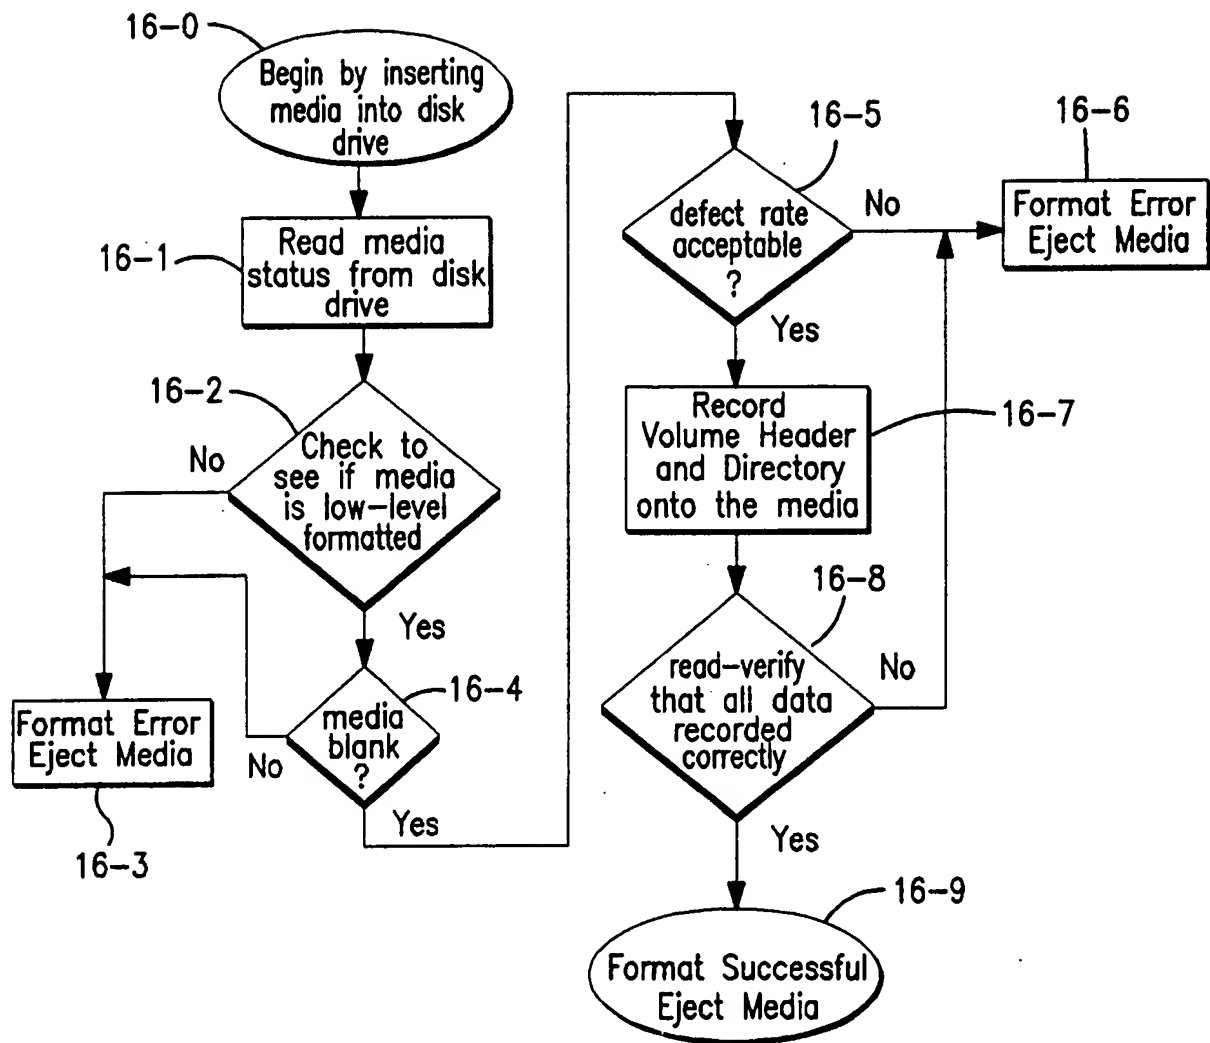 16-0
Begin by inserting
media into disk
drive
16-1
Read media
status from disk
drive
16-2
Check to
see if media
is low-level
formatted
No
Yes
16-3
Format Error
Eject Media
16-4
media
blank
?
No
Yes
16-5
defect rate
acceptable
?
No
Yes
16-6
Format Error
Eject Media
16-7
Record
Volume Header
and Directory
onto the media
16-8
read-verify
that all data
recorded
correctly
No
Yes
16-9
Format Successful
Eject Media